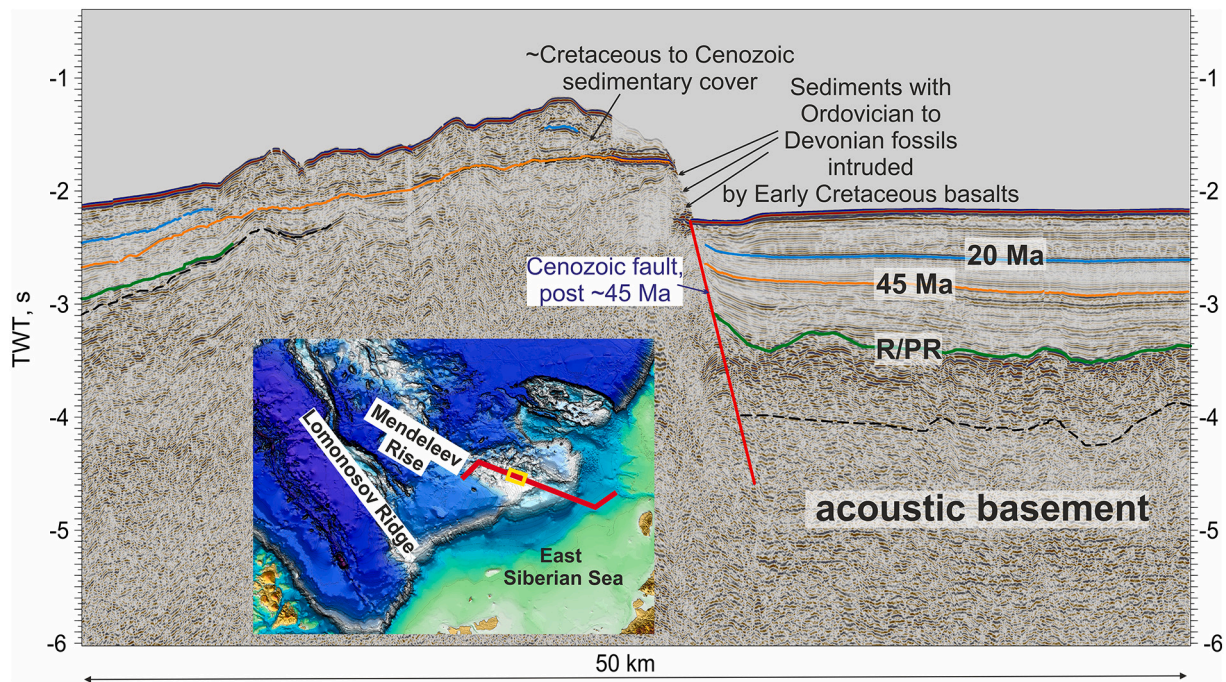 ~Cretaceous to Cenozoic
sedimentary cover
Sediments with
Ordovician to
Devonian fossils
intruded
by Early Cretaceous basalts
-1
-2
-3
-4
-5
-6
TWT, s
-1
-2
-3
-4
-5
-6
Cenozoic fault,
post ~45 Ma
20 Ma
45 Ma
R/PR
acoustic basement
Mendeleev
Rise
Lomonosov Ridge
East
Siberian Sea
50 km